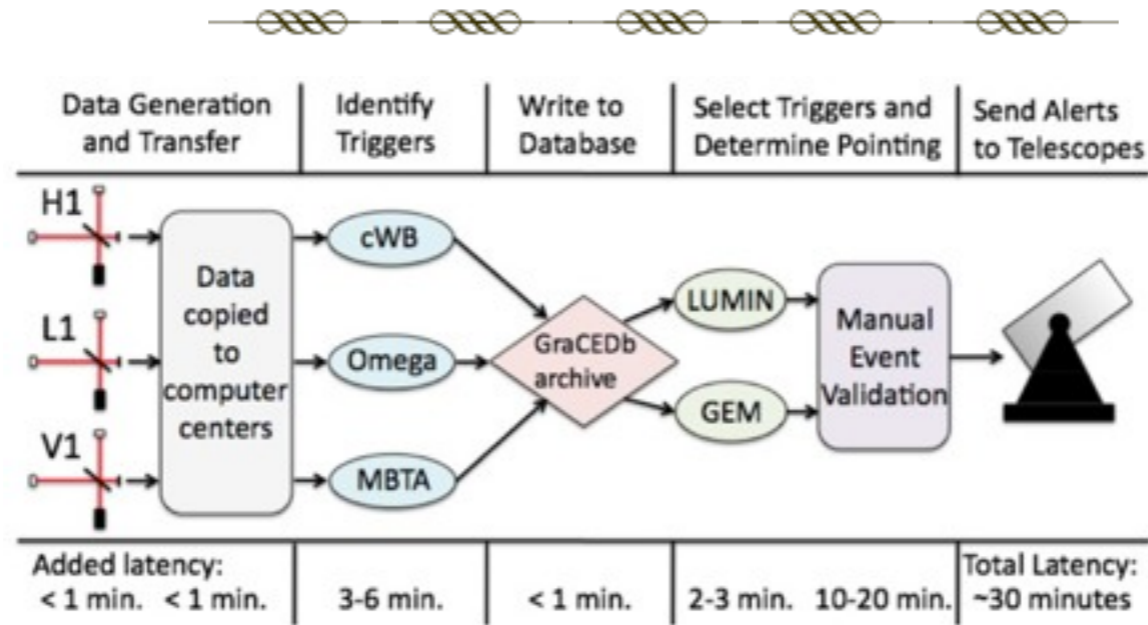 Data Generation
and Transfer
Identify
Triggers
Write to
Database
Select Triggers and
Determine Pointing
Send Alerts
to Telescopes
H1
L1
V1
Data
copied
to
computer
centers
cWB
Omega
MBTA
GraCEDb
archive
LUMIN
GEM
Manual
Event
Validation
Added latency:
< 1 min. < 1 min.
3-6 min.
< 1 min.
2-3 min. 10-20 min.
Total Latency:
~30 minutes